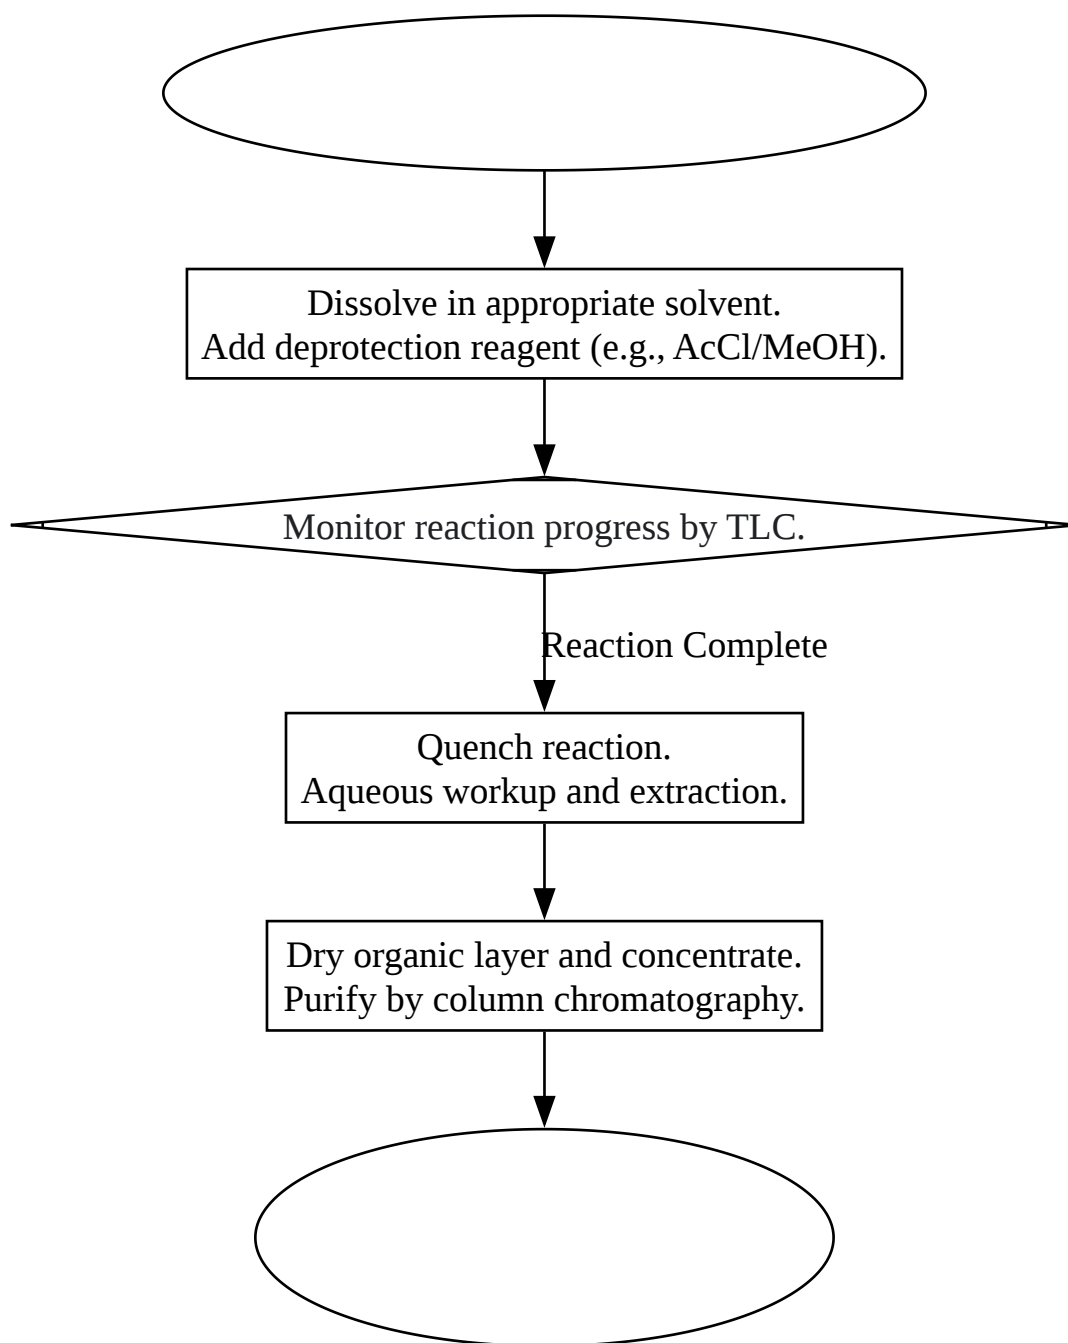 Dissolve in appropriate solvent.
Add deprotection reagent (e.g., AcCl/MeOH).
Monitor reaction progress by TLC.
Reaction Complete
Quench reaction.
Aqueous workup and extraction.
Dry organic layer and concentrate.
Purify by column chromatography.